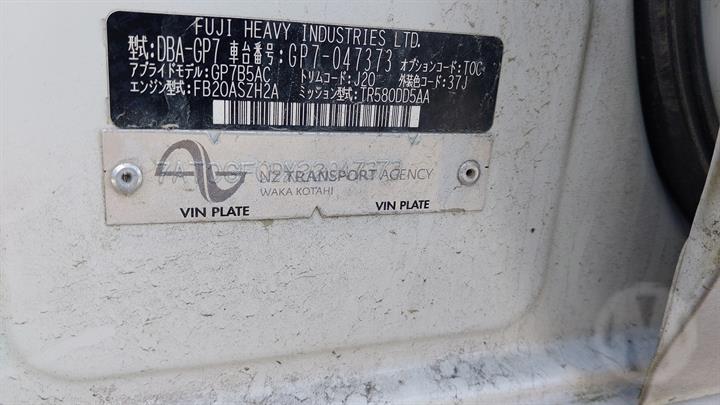 FUJI HEAVY INDUSTRIES LTD.
型式: DBA-GP7 車台番号: GP7-047373 オプションコード: TOC
アプライドモデル: GP7B5AC トリムコード: J20 外装色コード: 37J
エンジン型式: FB20ASZH2A ミッション型式: TR580DD5AA
NZ TRANSPORT AGENCY
WAKA KOTAHI
VIN PLATE VIN PLATE